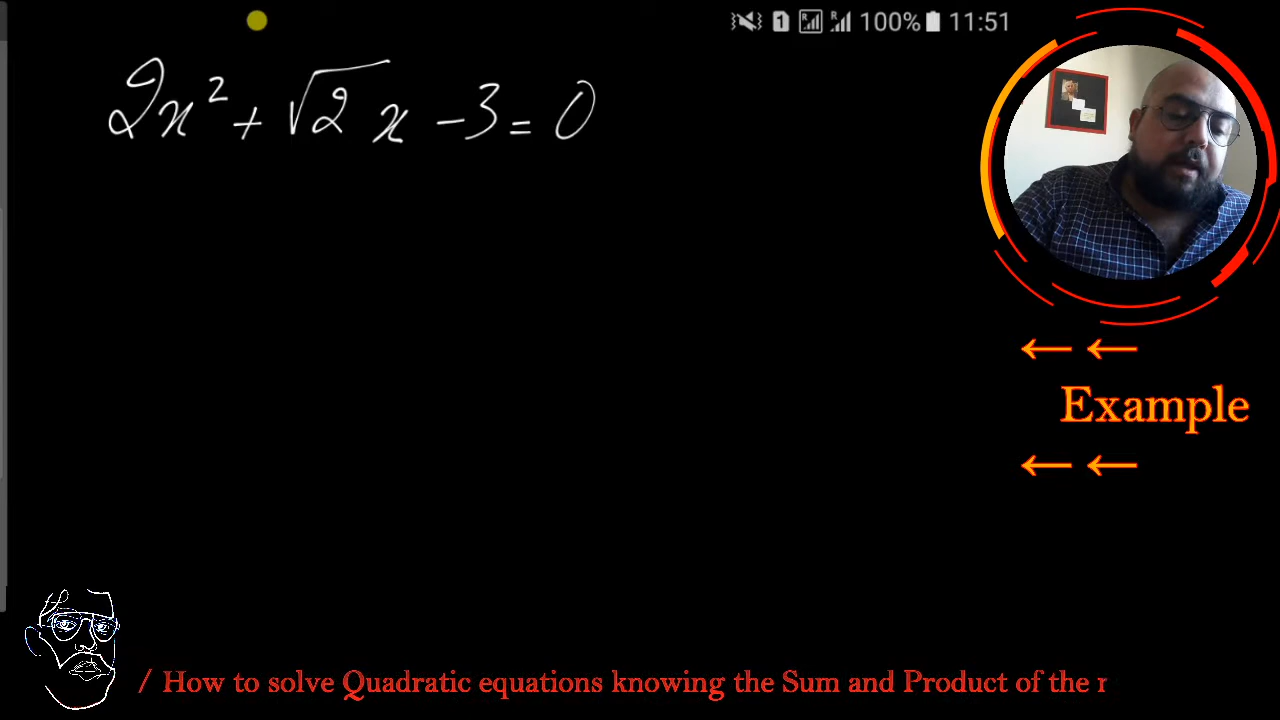 1 R R 100% 11:51
2x² + √2 x - 3 = 0
← ←
Example
← ←
/ How to solve Quadratic equations knowing the Sum and Product of the r